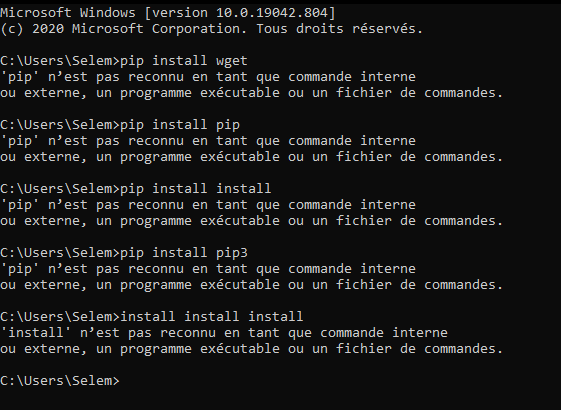 Microsoft Windows [version 10.0.19042.804]
(c) 2020 Microsoft Corporation. Tous droits réservés.
C:\Users\Selem>pip install wget
'pip' n’est pas reconnu en tant que commande interne
ou externe, un programme exécutable ou un fichier de commandes.
C:\Users\Selem>pip install pip
'pip' n’est pas reconnu en tant que commande interne
ou externe, un programme exécutable ou un fichier de commandes.
C:\Users\Selem>pip install install
'pip' n’est pas reconnu en tant que commande interne
ou externe, un programme exécutable ou un fichier de commandes.
C:\Users\Selem>pip install pip3
'pip' n’est pas reconnu en tant que commande interne
ou externe, un programme exécutable ou un fichier de commandes.
C:\Users\Selem>install install install
'install' n’est pas reconnu en tant que commande interne
ou externe, un programme exécutable ou un fichier de commandes.
C:\Users\Selem>